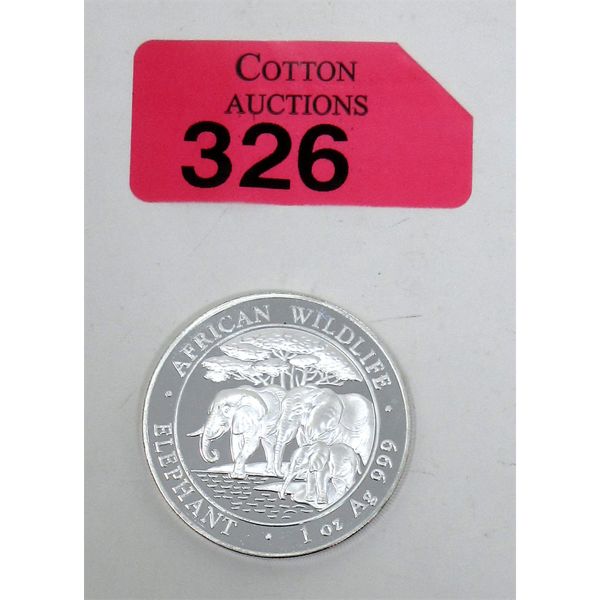 COTTON
AUCTIONS
326
AFRICAN WILDLIFE
ELEPHANT · 1 oz Ag 999